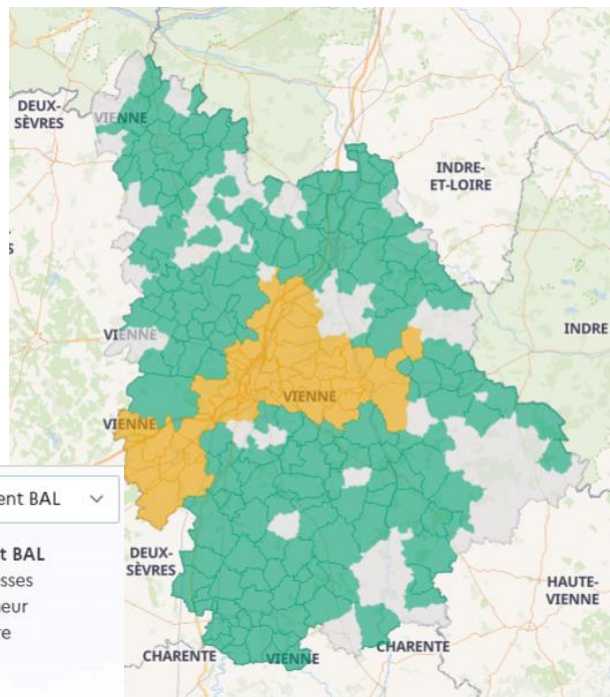 DEUX-
SÈVRES
VIENNE
INDRE-
ET-LOIRE
S
VIENNE
INDRE
VIENNE
VIENNE
ent BAL
t BAL
sses
eur
re
DEUX-
SÈVRES
HAUTE-
VIENNE
CHARENTE
VIENNE
CHARENTE